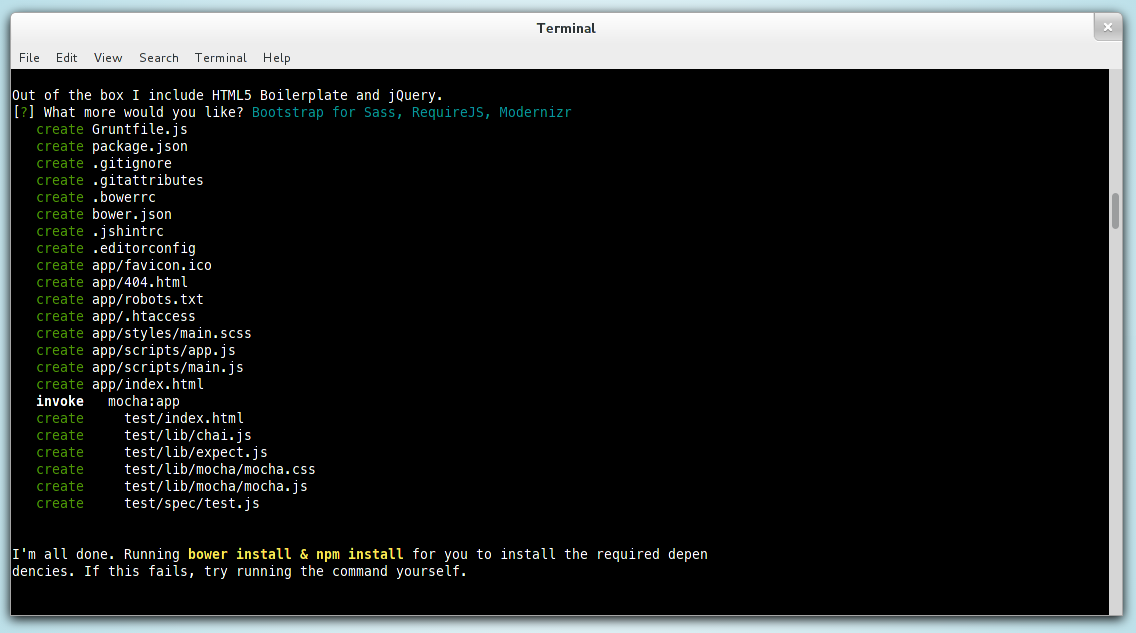 Terminal
×
File Edit View Search Terminal Help
Out of the box I include HTML5 Boilerplate and jQuery.
[?] What more would you like? Bootstrap for Sass, RequireJS, Modernizr
create Gruntfile.js
create package.json
create .gitignore
create .gitattributes
create .bowerrc
create bower.json
create .jshintrc
create .editorconfig
create app/favicon.ico
create app/404.html
create app/robots.txt
create app/.htaccess
create app/styles/main.scss
create app/scripts/app.js
create app/scripts/main.js
create app/index.html
invoke mocha:app
create test/index.html
create test/lib/chai.js
create test/lib/expect.js
create test/lib/mocha/mocha.css
create test/lib/mocha/mocha.js
create test/spec/test.js
I'm all done. Running bower install & npm install for you to install the required depen
dencies. If this fails, try running the command yourself.